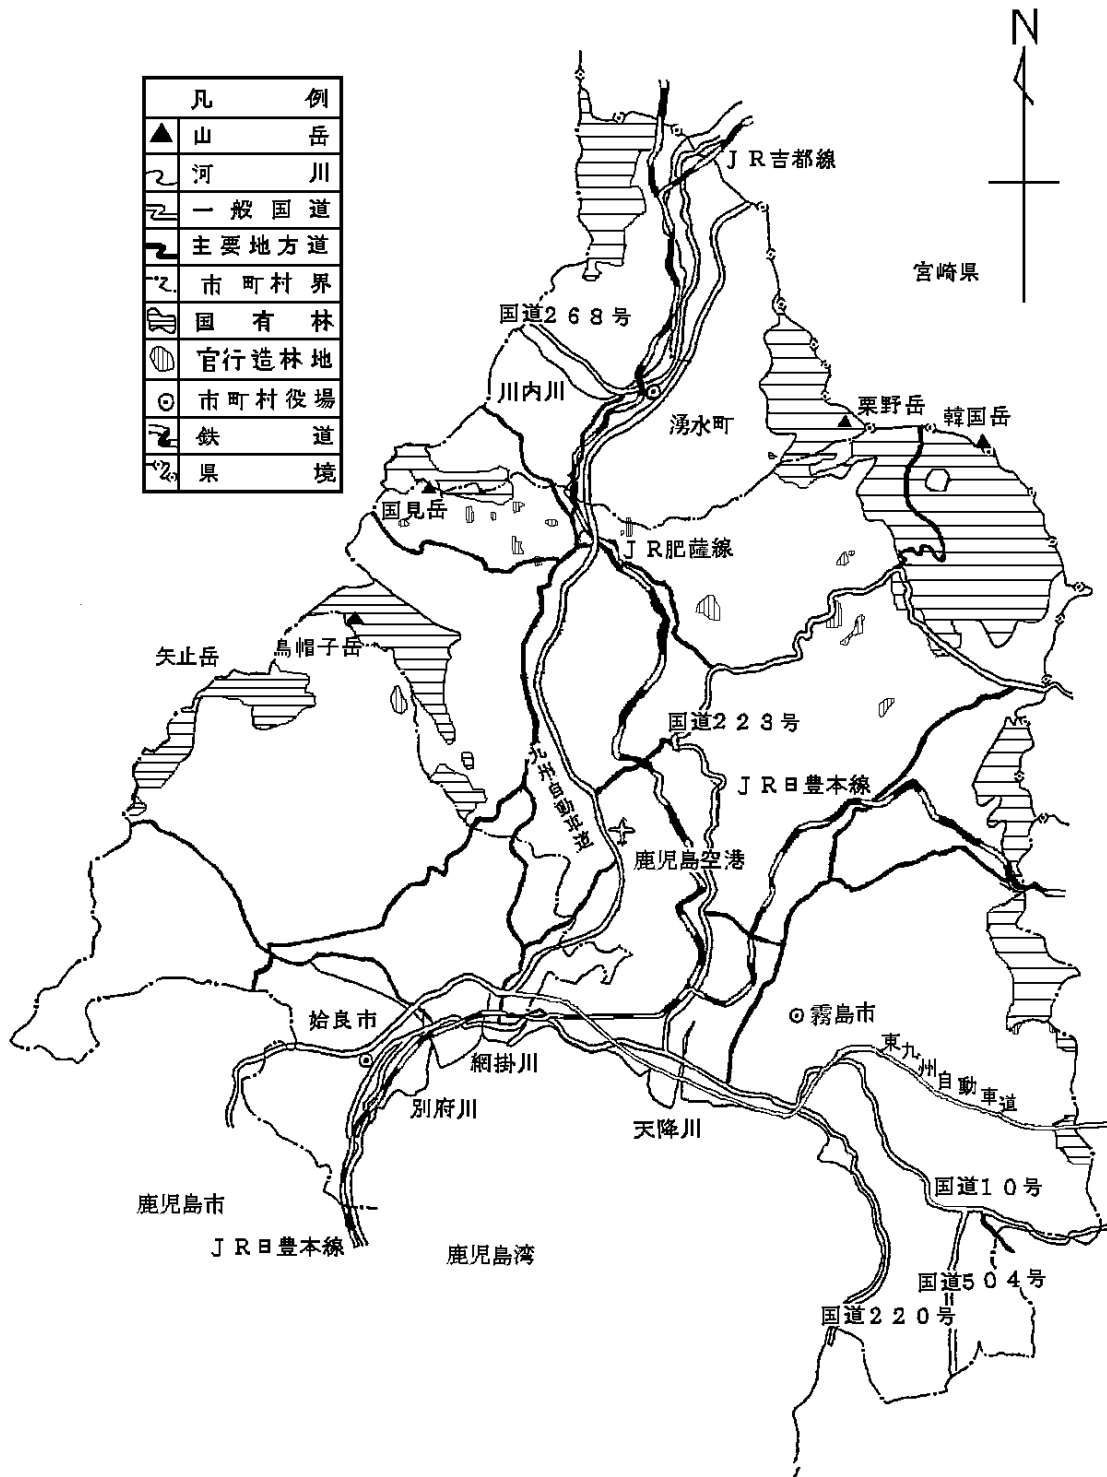 N
凡例
山岳
河川
一般国道
主要地方道
市町村界
国有林
官行造林地
市町村役場
鉄道
県境
ＪＲ吉都線
宮崎県
国道２６８号
川内川
栗野岳
韓国岳
湧水町
国見岳
ＪＲ肥薩線
烏帽子岳
矢止岳
国道２２３号
九州自動車道
ＪＲ日豊本線
鹿児島空港
姶良市
霧島市
東九州自動車道
網掛川
別府川
天降川
国道１０号
鹿児島市
ＪＲ日豊本線
鹿児島湾
国道５０４号
国道２２０号